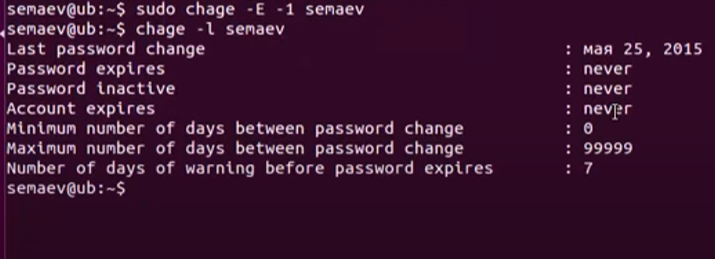 semaev@ub:~$ sudo chage -E -1 semaev
semaev@ub:~$ chage -l semaev
Last password change : мая 25, 2015
Password expires : never
Password inactive : never
Account expires : never
Minimum number of days between password change : 0
Maximum number of days between password change : 99999
Number of days of warning before password expires : 7
semaev@ub:~$